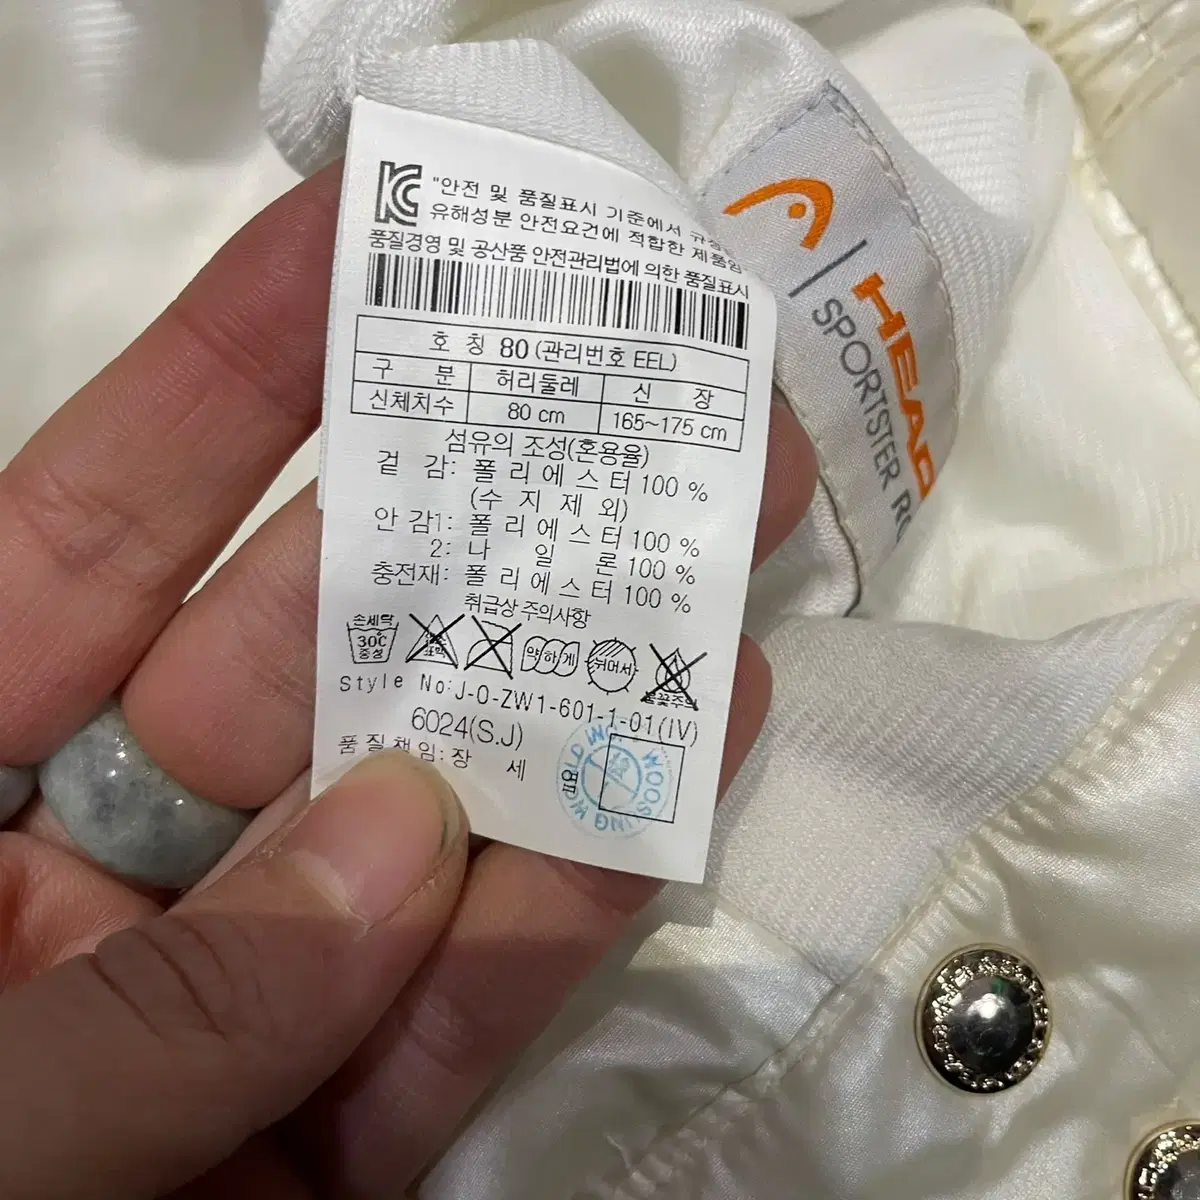 "안전 및 품질표시 기준에서
유해성분 안전요건에 적합한 제품임"
품질경영 및 공산품 안전관리법에 의한 품질표시
호 칭 80 (관리번호 EEL)
구 분 허리둘레 신 장
신체치수 80 cm 165~175 cm
섬유의 조성(혼용율)
겉 감: 폴리에스터 100 %
(수 지 제 외)
안 감1: 폴리에스터 100 %
2: 나 일 론 100 %
충전재: 폴리에스터 100 %
취급상 주의사항
손세탁
30℃
중성
표백
약하게
뉘어서
Style No:J-O-ZW1-601-1-01(IV)
6024(S.J)
품질책임:장 세
WOOSUNG WORLD INC.
HEAD
SPORTSTER